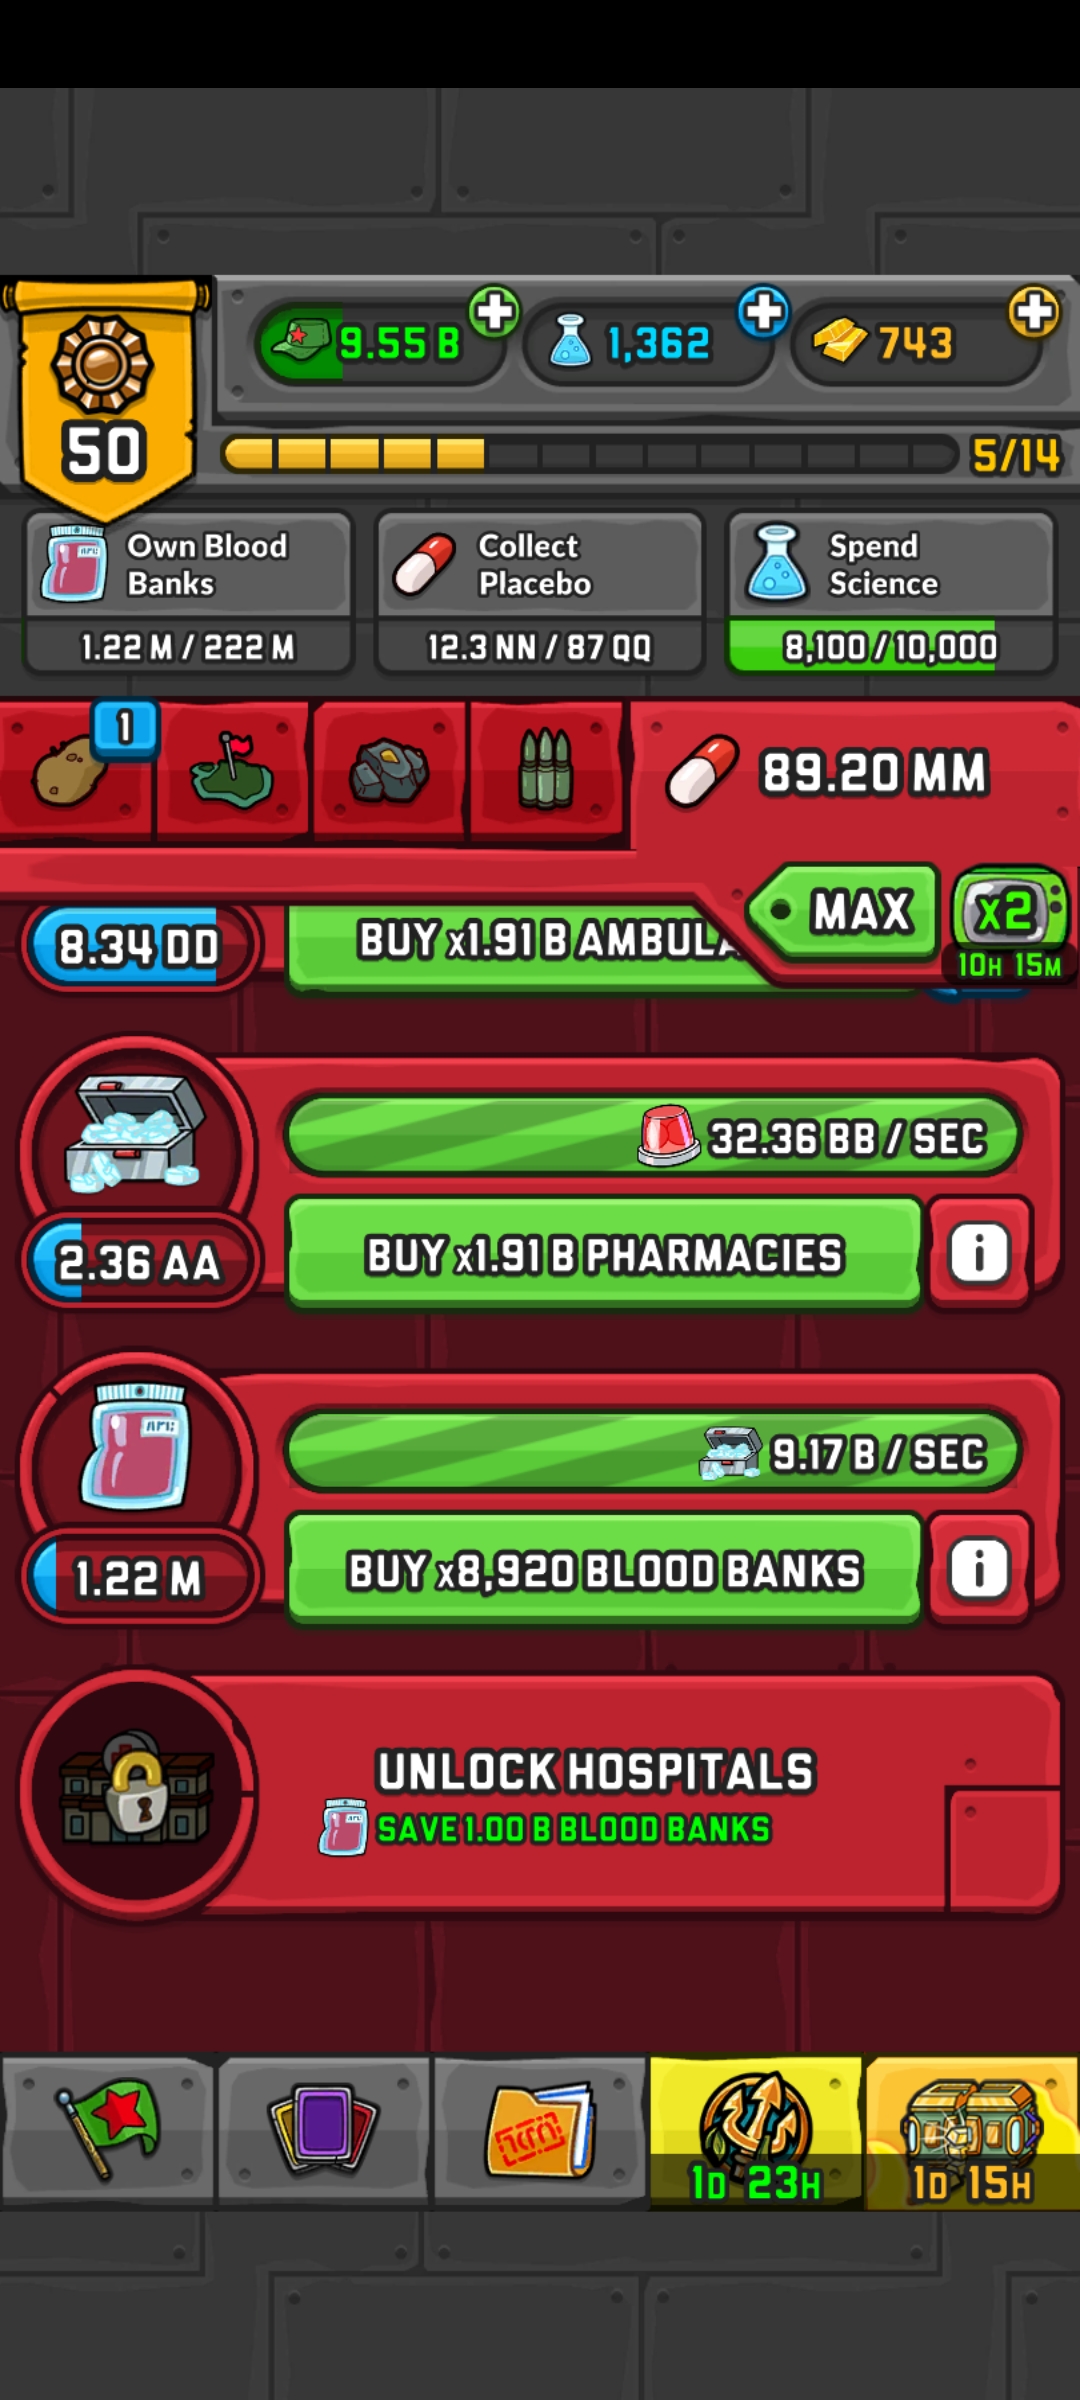 9.55 B
1,362
743
50
5/14
Own Blood
Banks
1.22 M / 222 M
Collect
Placebo
12.3 NN / 87 QQ
Spend
Science
8,100 / 10,000
1
89.20 MM
MAX
x2
10H 15M
8.34 DD
BUY x1.91 B AMBULA
32.36 BB / SEC
2.36 AA
BUY x1.91 B PHARMACIES
i
9.17 B / SEC
1.22 M
BUY x8,920 BLOOD BANKS
i
UNLOCK HOSPITALS
SAVE 1.00 B BLOOD BANKS
1D 23H
1D 15H